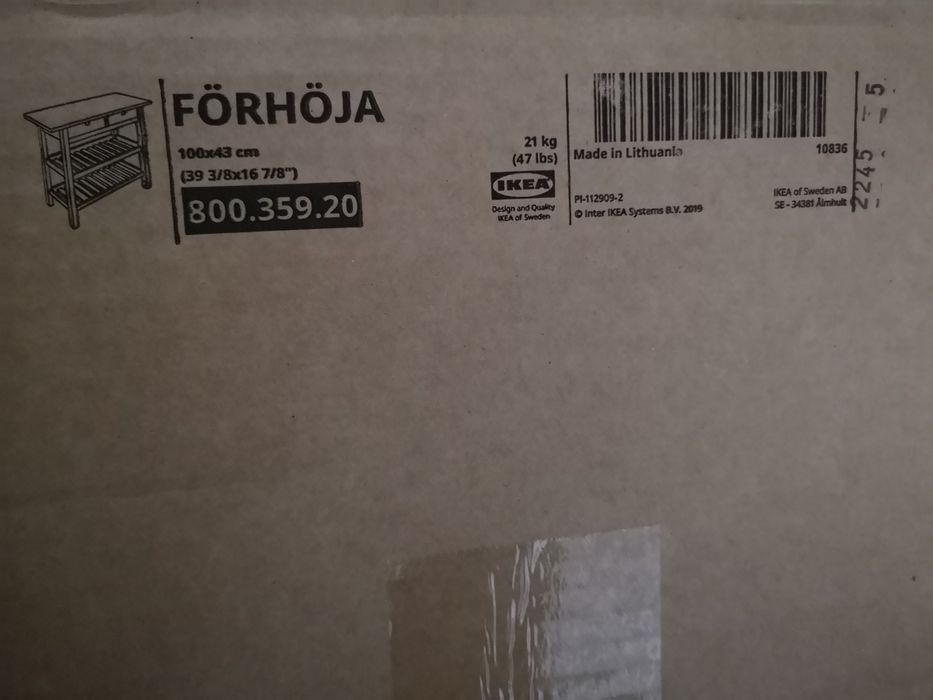 FÖRHÖJA
100x43 cm
(39 3/8x16 7/8")
800.359.20
21 kg
(47 lbs)
IKEA
Design and Quality
IKEA of Sweden
Made in Lithuania
10836
PI-112909-2
© Inter IKEA Systems B.V. 2019
IKEA of Sweden AB
SE - 34381 Älmhult
2245
5